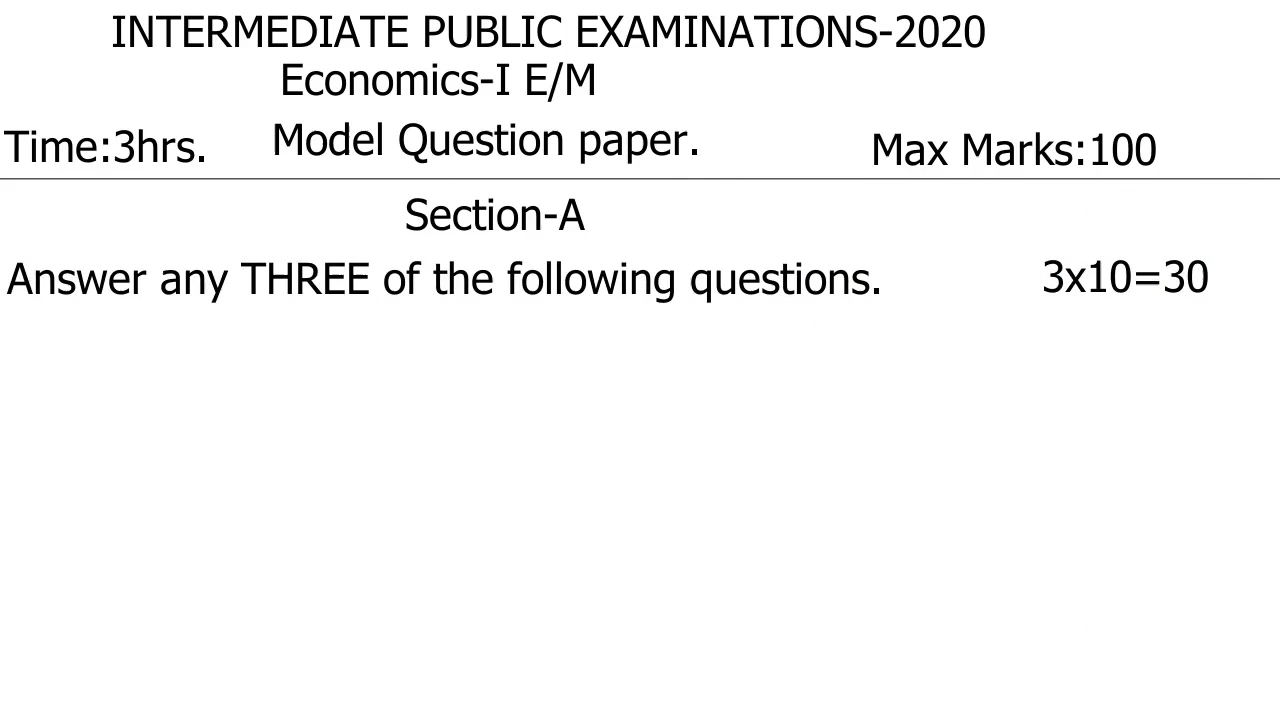 INTERMEDIATE PUBLIC EXAMINATIONS-2020
Economics-I E/M
Time:3hrs. Model Question paper. Max Marks:100
Section-A
Answer any THREE of the following questions. 3x10=30